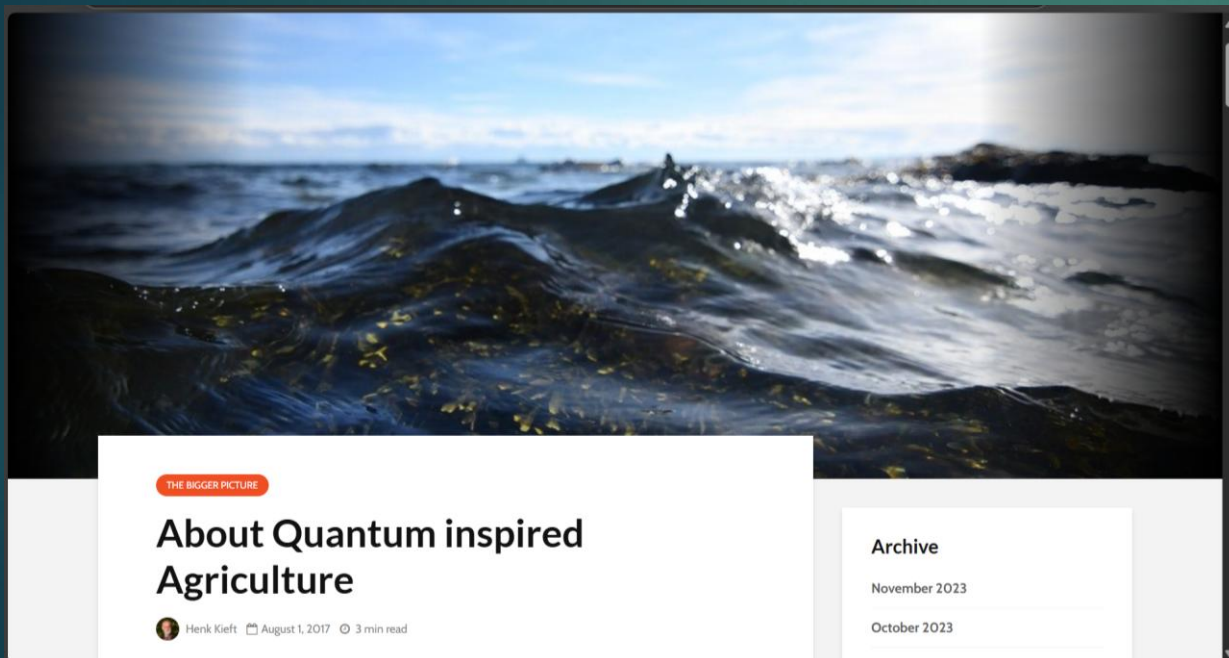 THE BIGGER PICTURE
About Quantum inspired
Agriculture
Henk Kieft August 1, 2017 3 min read
Archive
November 2023
October 2023